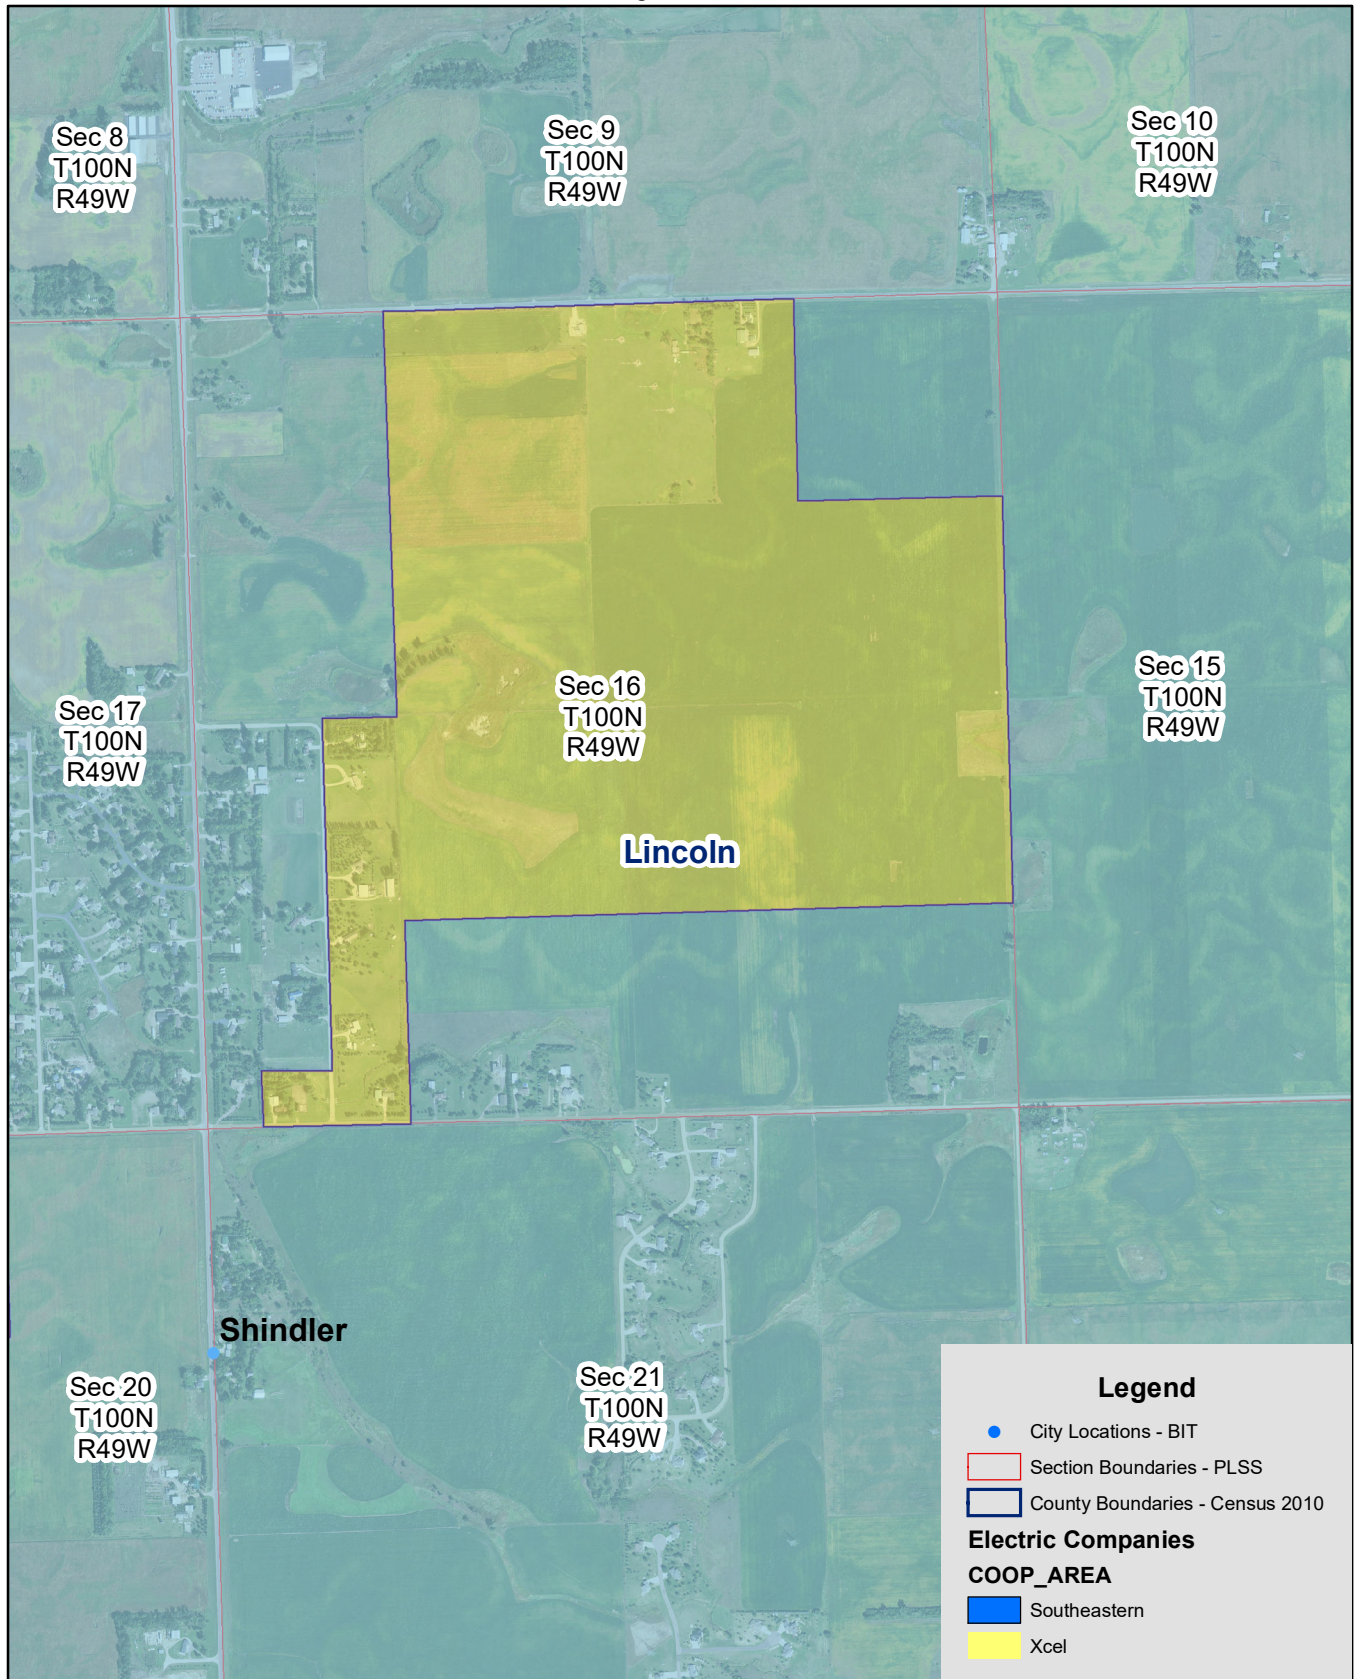 Sec 8
T100N
R49W
Sec 9
T100N
R49W
Sec 10
T100N
R49W
Sec 17
T100N
R49W
Sec 16
T100N
R49W
Sec 15
T100N
R49W
Lincoln
Shindler
Sec 20
T100N
R49W
Sec 21
T100N
R49W
Legend
City Locations - BIT
Section Boundaries - PLSS
County Boundaries - Census 2010
Electric Companies
COOP_AREA
Southeastern
Xcel